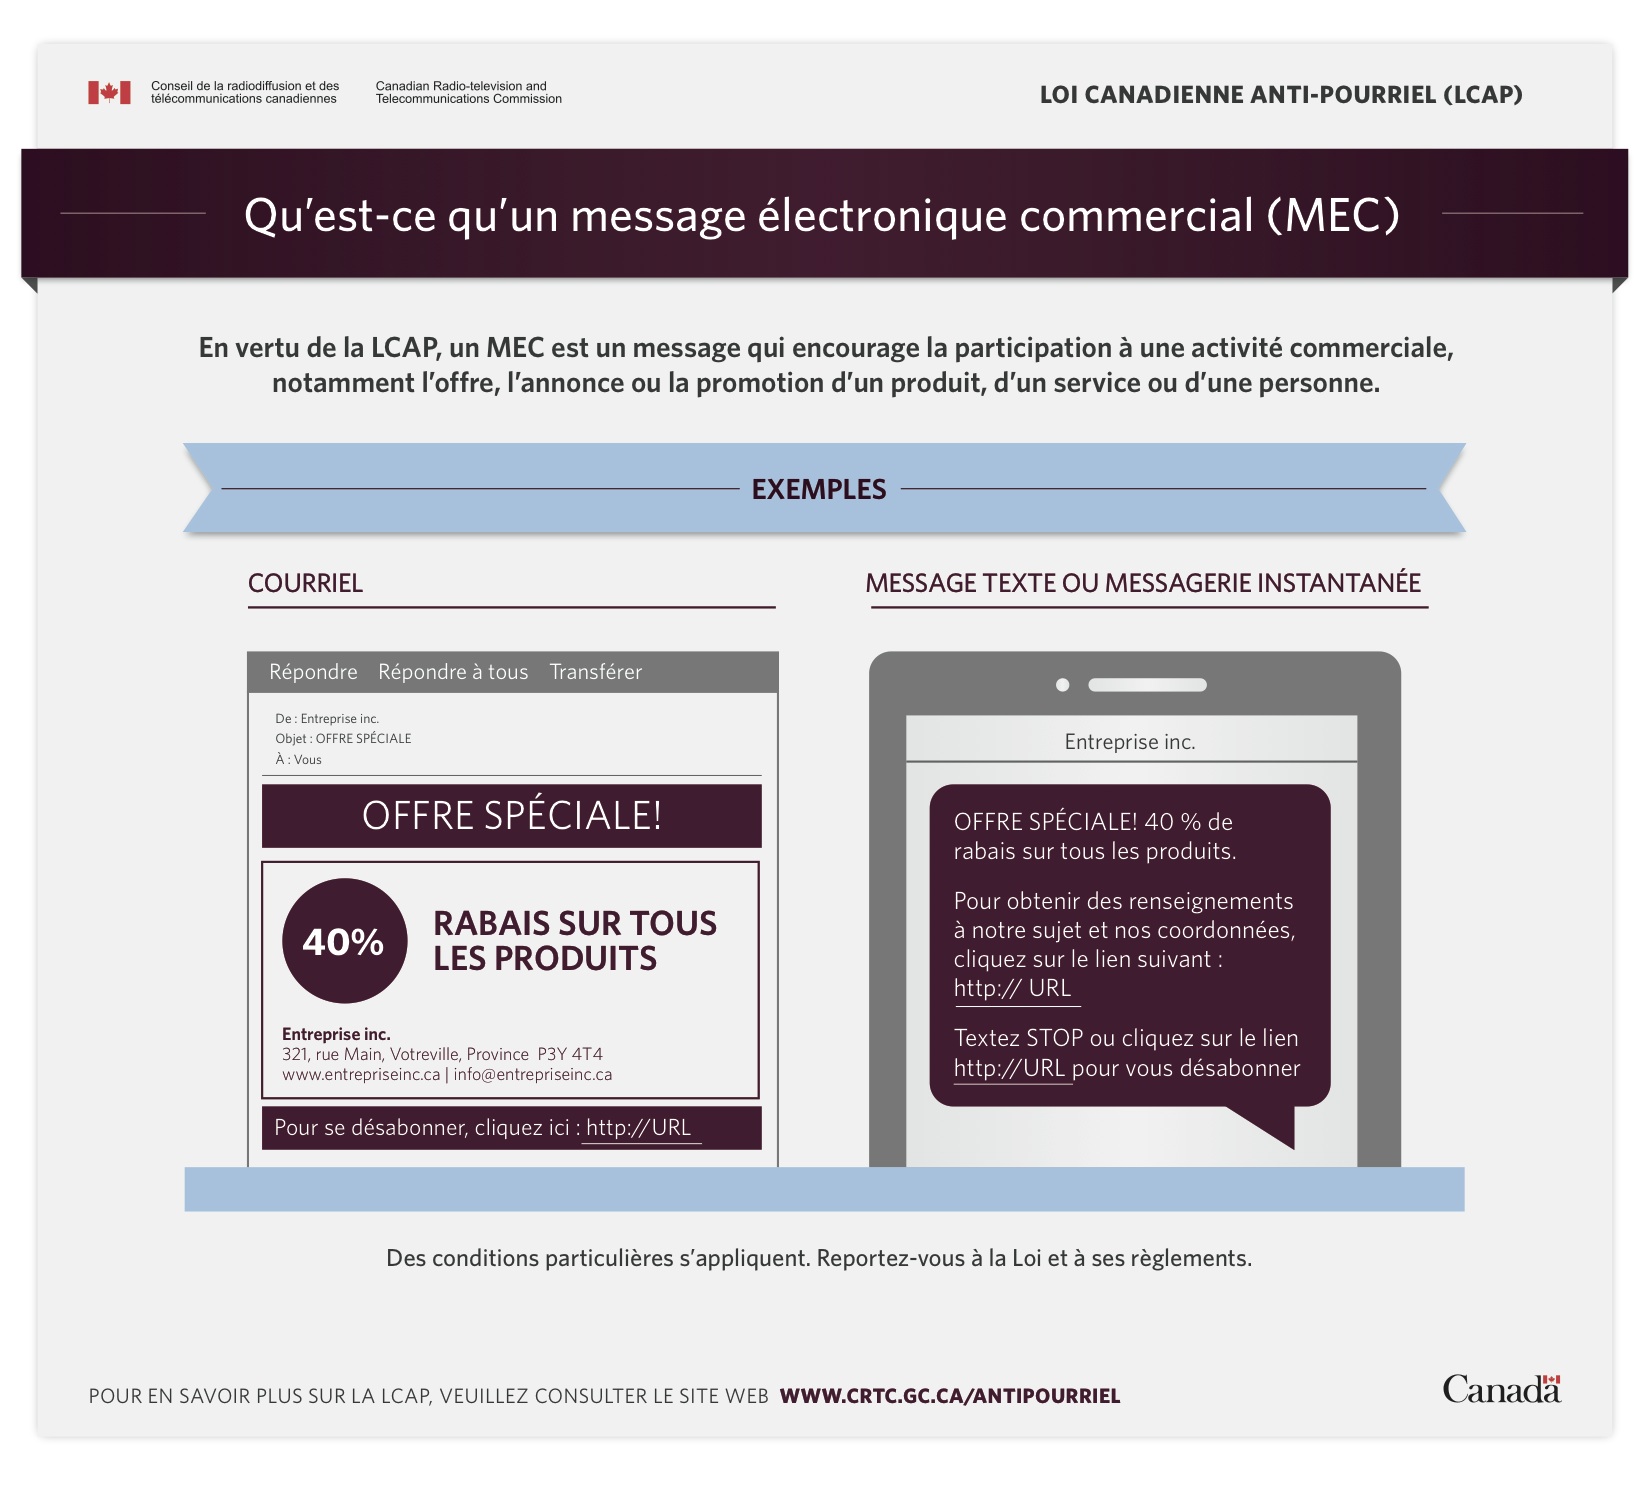 Conseil de la radiodiffusion et des
télécommunications canadiennes
Canadian Radio-television and
Telecommunications Commission
LOI CANADIENNE ANTI-POURRIEL (LCAP)
Qu’est-ce qu’un message électronique commercial (MEC)
En vertu de la LCAP, un MEC est un message qui encourage la participation à une activité commerciale,
notamment l’offre, l’annonce ou la promotion d’un produit, d’un service ou d’une personne.
EXEMPLES
COURRIEL
Répondre Répondre à tous Transférer
De : Entreprise inc.
Objet : OFFRE SPÉCIALE
À : Vous
OFFRE SPÉCIALE!
40%
RABAIS SUR TOUS
LES PRODUITS
Entreprise inc.
321, rue Main, Votreville, Province P3Y 4T4
www.entrepriseinc.ca | info@entrepriseinc.ca
Pour se désabonner, cliquez ici : http://URL
MESSAGE TEXTE OU MESSAGERIE INSTANTANÉE
Entreprise inc.
OFFRE SPÉCIALE! 40 % de
rabais sur tous les produits.
Pour obtenir des renseignements
à notre sujet et nos coordonnées,
cliquez sur le lien suivant :
http:// URL
Textez STOP ou cliquez sur le lien
http://URL pour vous désabonner
Des conditions particulières s’appliquent. Reportez-vous à la Loi et à ses règlements.
POUR EN SAVOIR PLUS SUR LA LCAP, VEUILLEZ CONSULTER LE SITE WEB WWW.CRTC.GC.CA/ANTIPOURRIEL
Canada